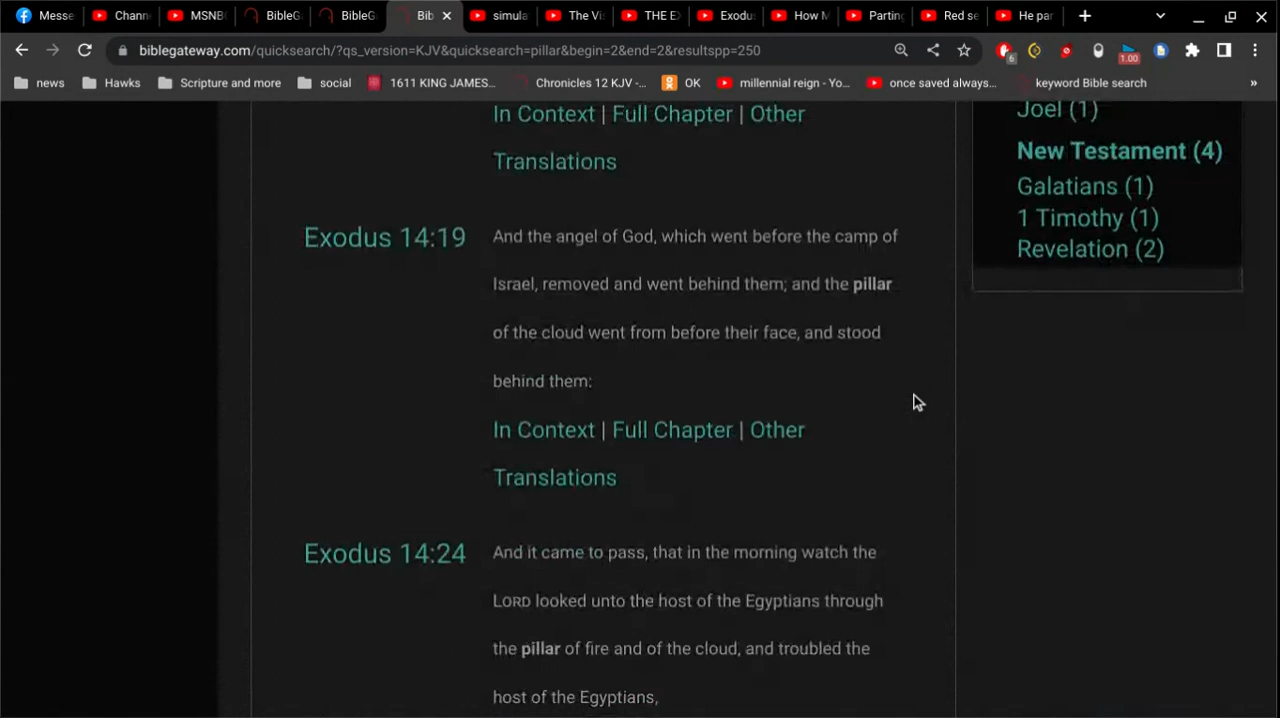 Messe
Chann
MSNBC
BibleG
BibleG
Bib
simula
The Vi
THE EX
Exodu
How M
Parting
Red se
He par
biblegateway.com/quicksearch/?qs_version=KJV&quicksearch=pillar&begin=2&end=2&resultspp=250
6
1.00
news
Hawks
Scripture and more
social
1611 KING JAMES...
Chronicles 12 KJV -...
OK
millennial reign - Yo...
once saved always...
keyword Bible search
»
In Context | Full Chapter | Other
Translations
Exodus 14:19
And the angel of God, which went before the camp of
Israel, removed and went behind them; and the pillar
of the cloud went from before their face, and stood
behind them:
In Context | Full Chapter | Other
Translations
Exodus 14:24
And it came to pass, that in the morning watch the
LORD looked unto the host of the Egyptians through
the pillar of fire and of the cloud, and troubled the
host of the Egyptians,
Joel (1)
New Testament (4)
Galatians (1)
1 Timothy (1)
Revelation (2)